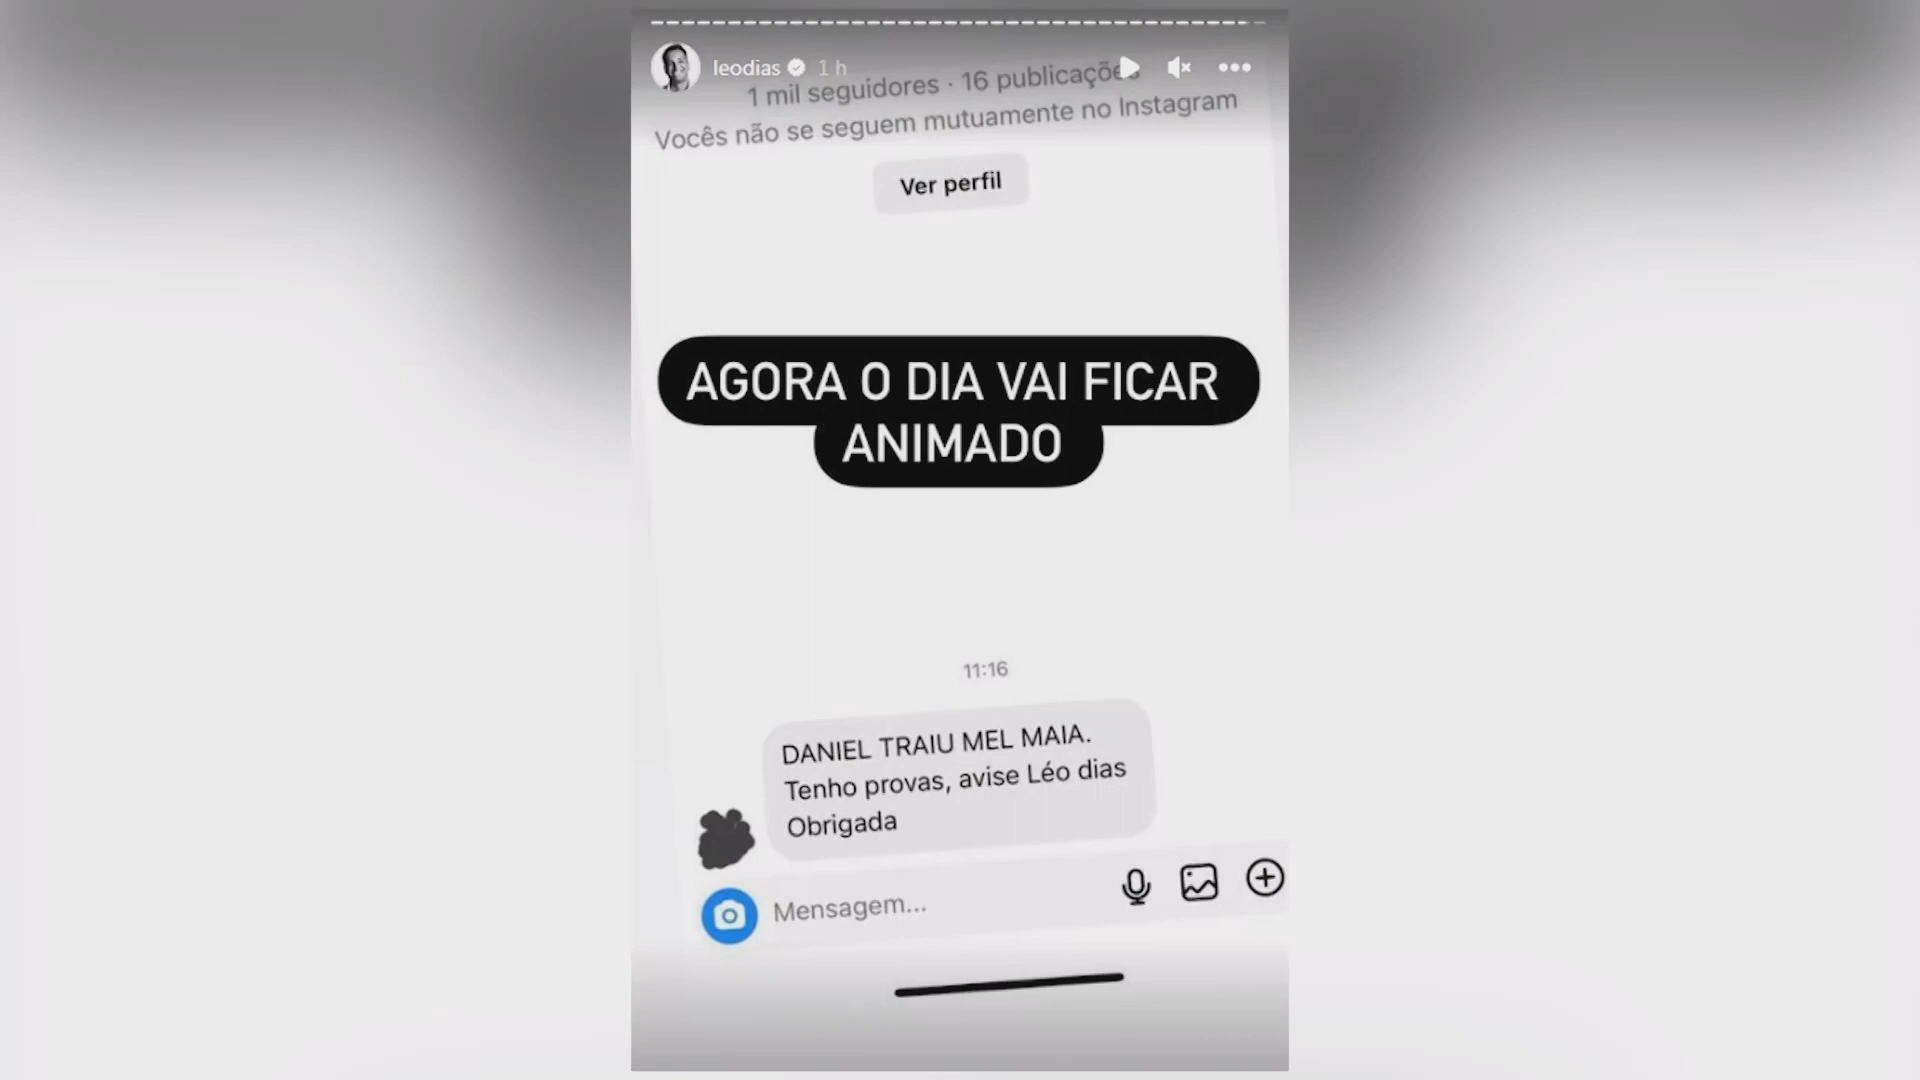 leodias 1 h
1 mil seguidores · 16 publicações
Vocês não se seguem mutuamente no Instagram
Ver perfil
AGORA O DIA VAI FICAR
ANIMADO
11:16
DANIEL TRAIU MEL MAIA.
Tenho provas, avise Léo dias
Obrigada
Mensagem...